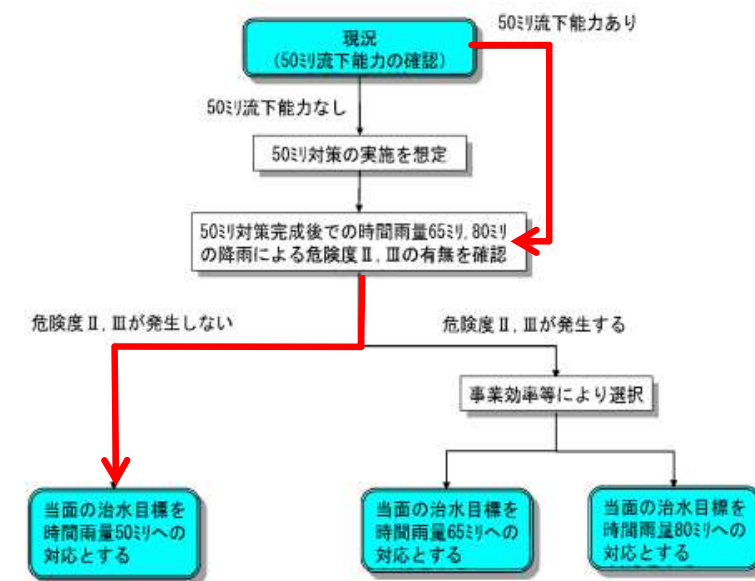 50ﾐﾘ流下能力あり
現況
(50ﾐﾘ流下能力の確認)
50ﾐﾘ流下能力なし
50ﾐﾘ対策の実施を想定
50ﾐﾘ対策完成後での時間雨量65ﾐﾘ,80ﾐﾘ
の降雨による危険度Ⅱ,Ⅲの有無を確認
危険度Ⅱ,Ⅲが発生しない
危険度Ⅱ,Ⅲが発生する
事業効率等により選択
当面の治水目標を
時間雨量50ﾐﾘへの
対応とする
当面の治水目標を
時間雨量65ﾐﾘへの
対応とする
当面の治水目標を
時間雨量80ﾐﾘへの
対応とする